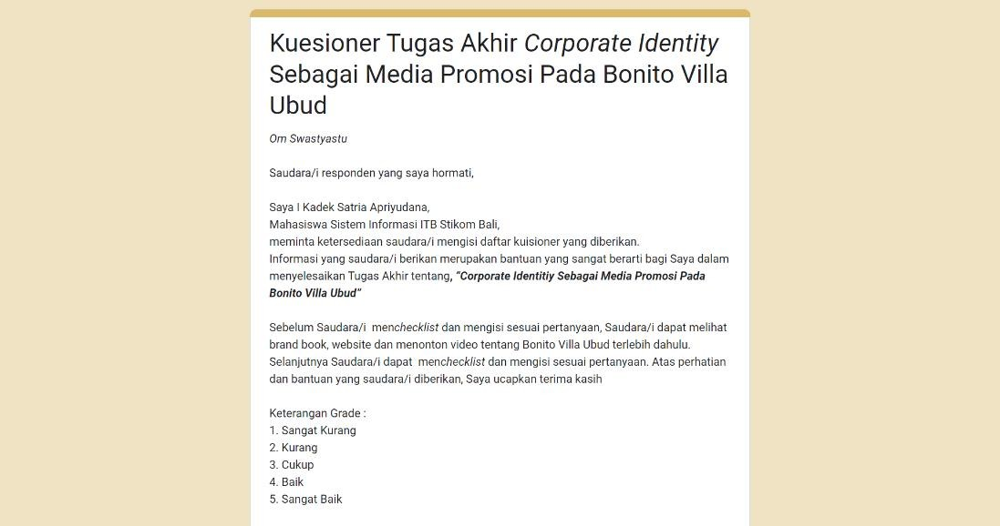 Kuesioner Tugas Akhir Corporate Identity
Sebagai Media Promosi Pada Bonito Villa
Ubud
Om Swastyastu
Saudara/i responden yang saya hormati,
Saya I Kadek Satria Apriyudana,
Mahasiswa Sistem Informasi ITB Stikom Bali,
meminta ketersediaan saudara/i mengisi daftar kuisioner yang diberikan.
Informasi yang saudara/i berikan merupakan bantuan yang sangat berarti bagi Saya dalam
menyelesaikan Tugas Akhir tentang, “Corporate Identitiy Sebagai Media Promosi Pada
Bonito Villa Ubud”
Sebelum Saudara/i  menchecklist dan mengisi sesuai pertanyaan, Saudara/i dapat melihat
brand book, website dan menonton video tentang Bonito Villa Ubud terlebih dahulu.
Selanjutnya Saudara/i dapat  menchecklist dan mengisi sesuai pertanyaan. Atas perhatian
dan bantuan yang saudara/i diberikan, Saya ucapkan terima kasih
Keterangan Grade :
1. Sangat Kurang
2. Kurang
3. Cukup
4. Baik
5. Sangat Baik